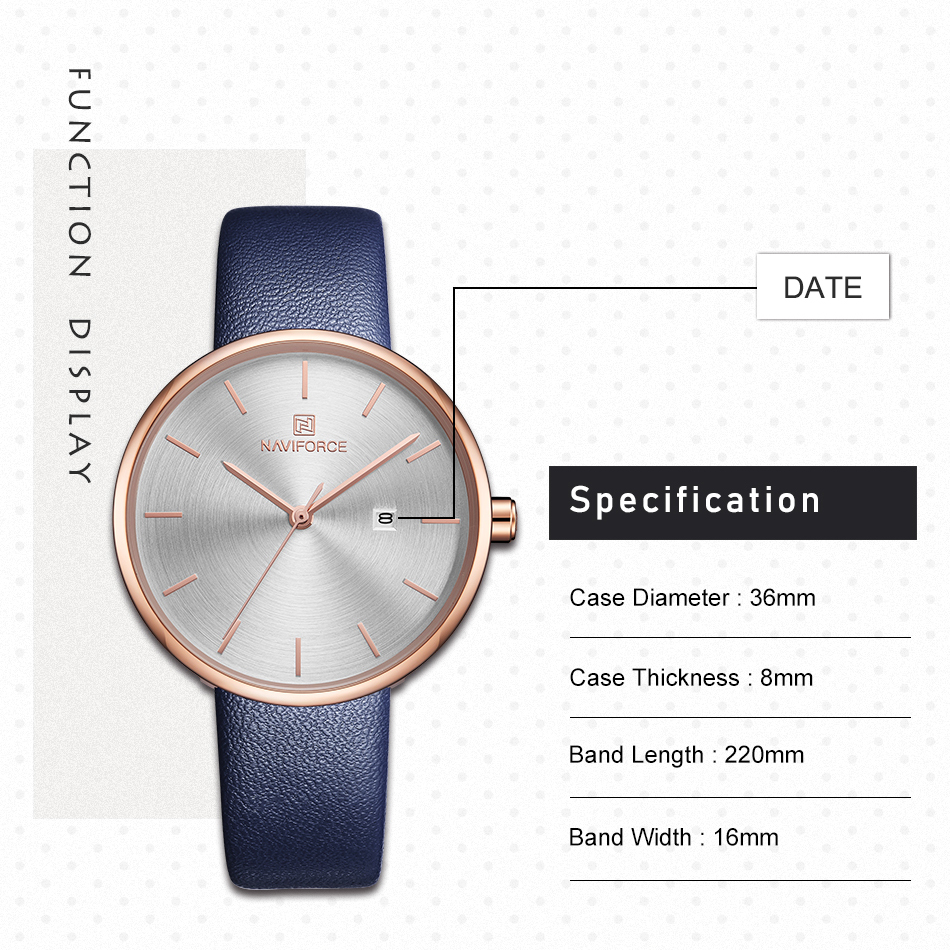 FUNCTION DISPLAY
DATE
NAVIFORCE
8
Specification
Case Diameter : 36mm
Case Thickness : 8mm
Band Length : 220mm
Band Width : 16mm